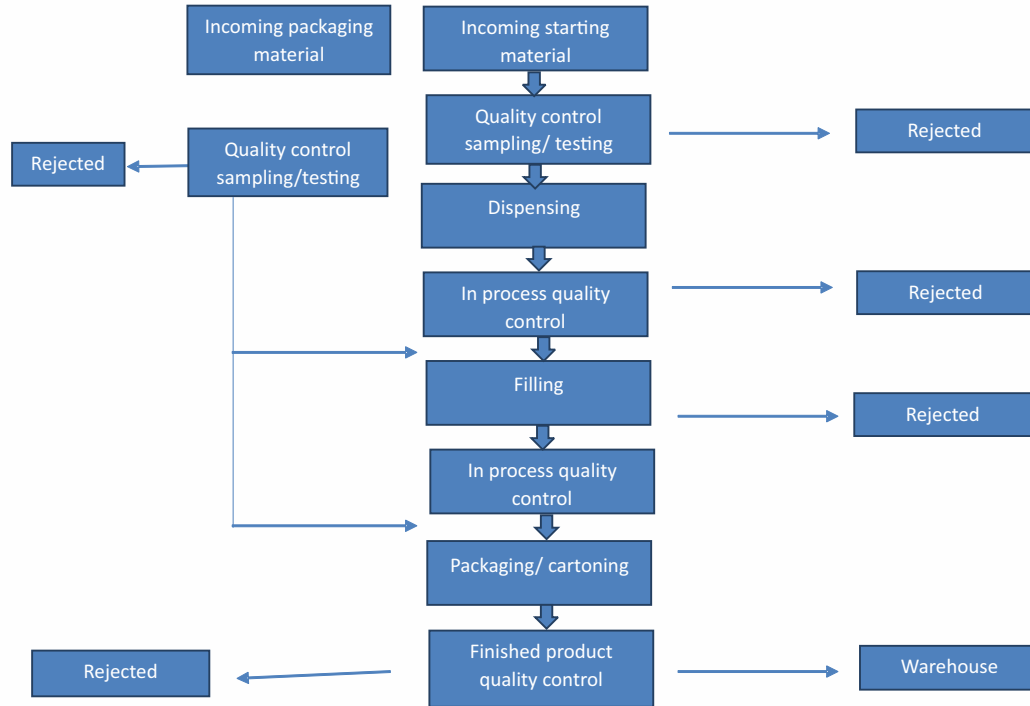 Incoming packaging
material
Incoming starting
material
Quality control
sampling/ testing
Rejected
Rejected
Quality control
sampling/testing
Dispensing
In process quality
control
Rejected
Filling
Rejected
In process quality
control
Packaging/ cartoning
Rejected
Finished product
quality control
Warehouse